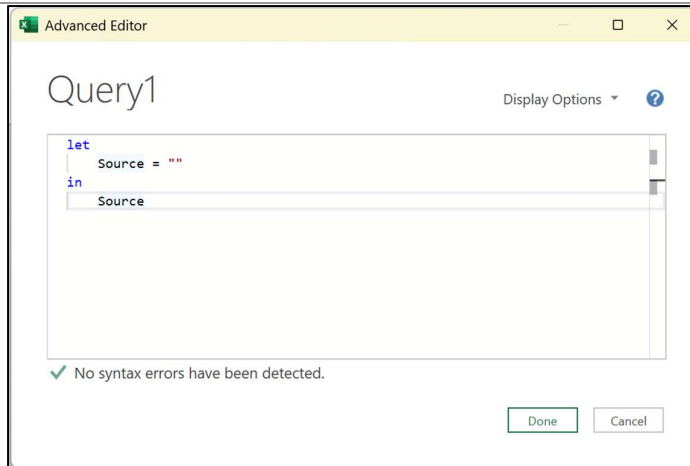 Advanced Editor
Query1
Display Options
let
Source = ""
in
Source
No syntax errors have been detected.
Done
Cancel